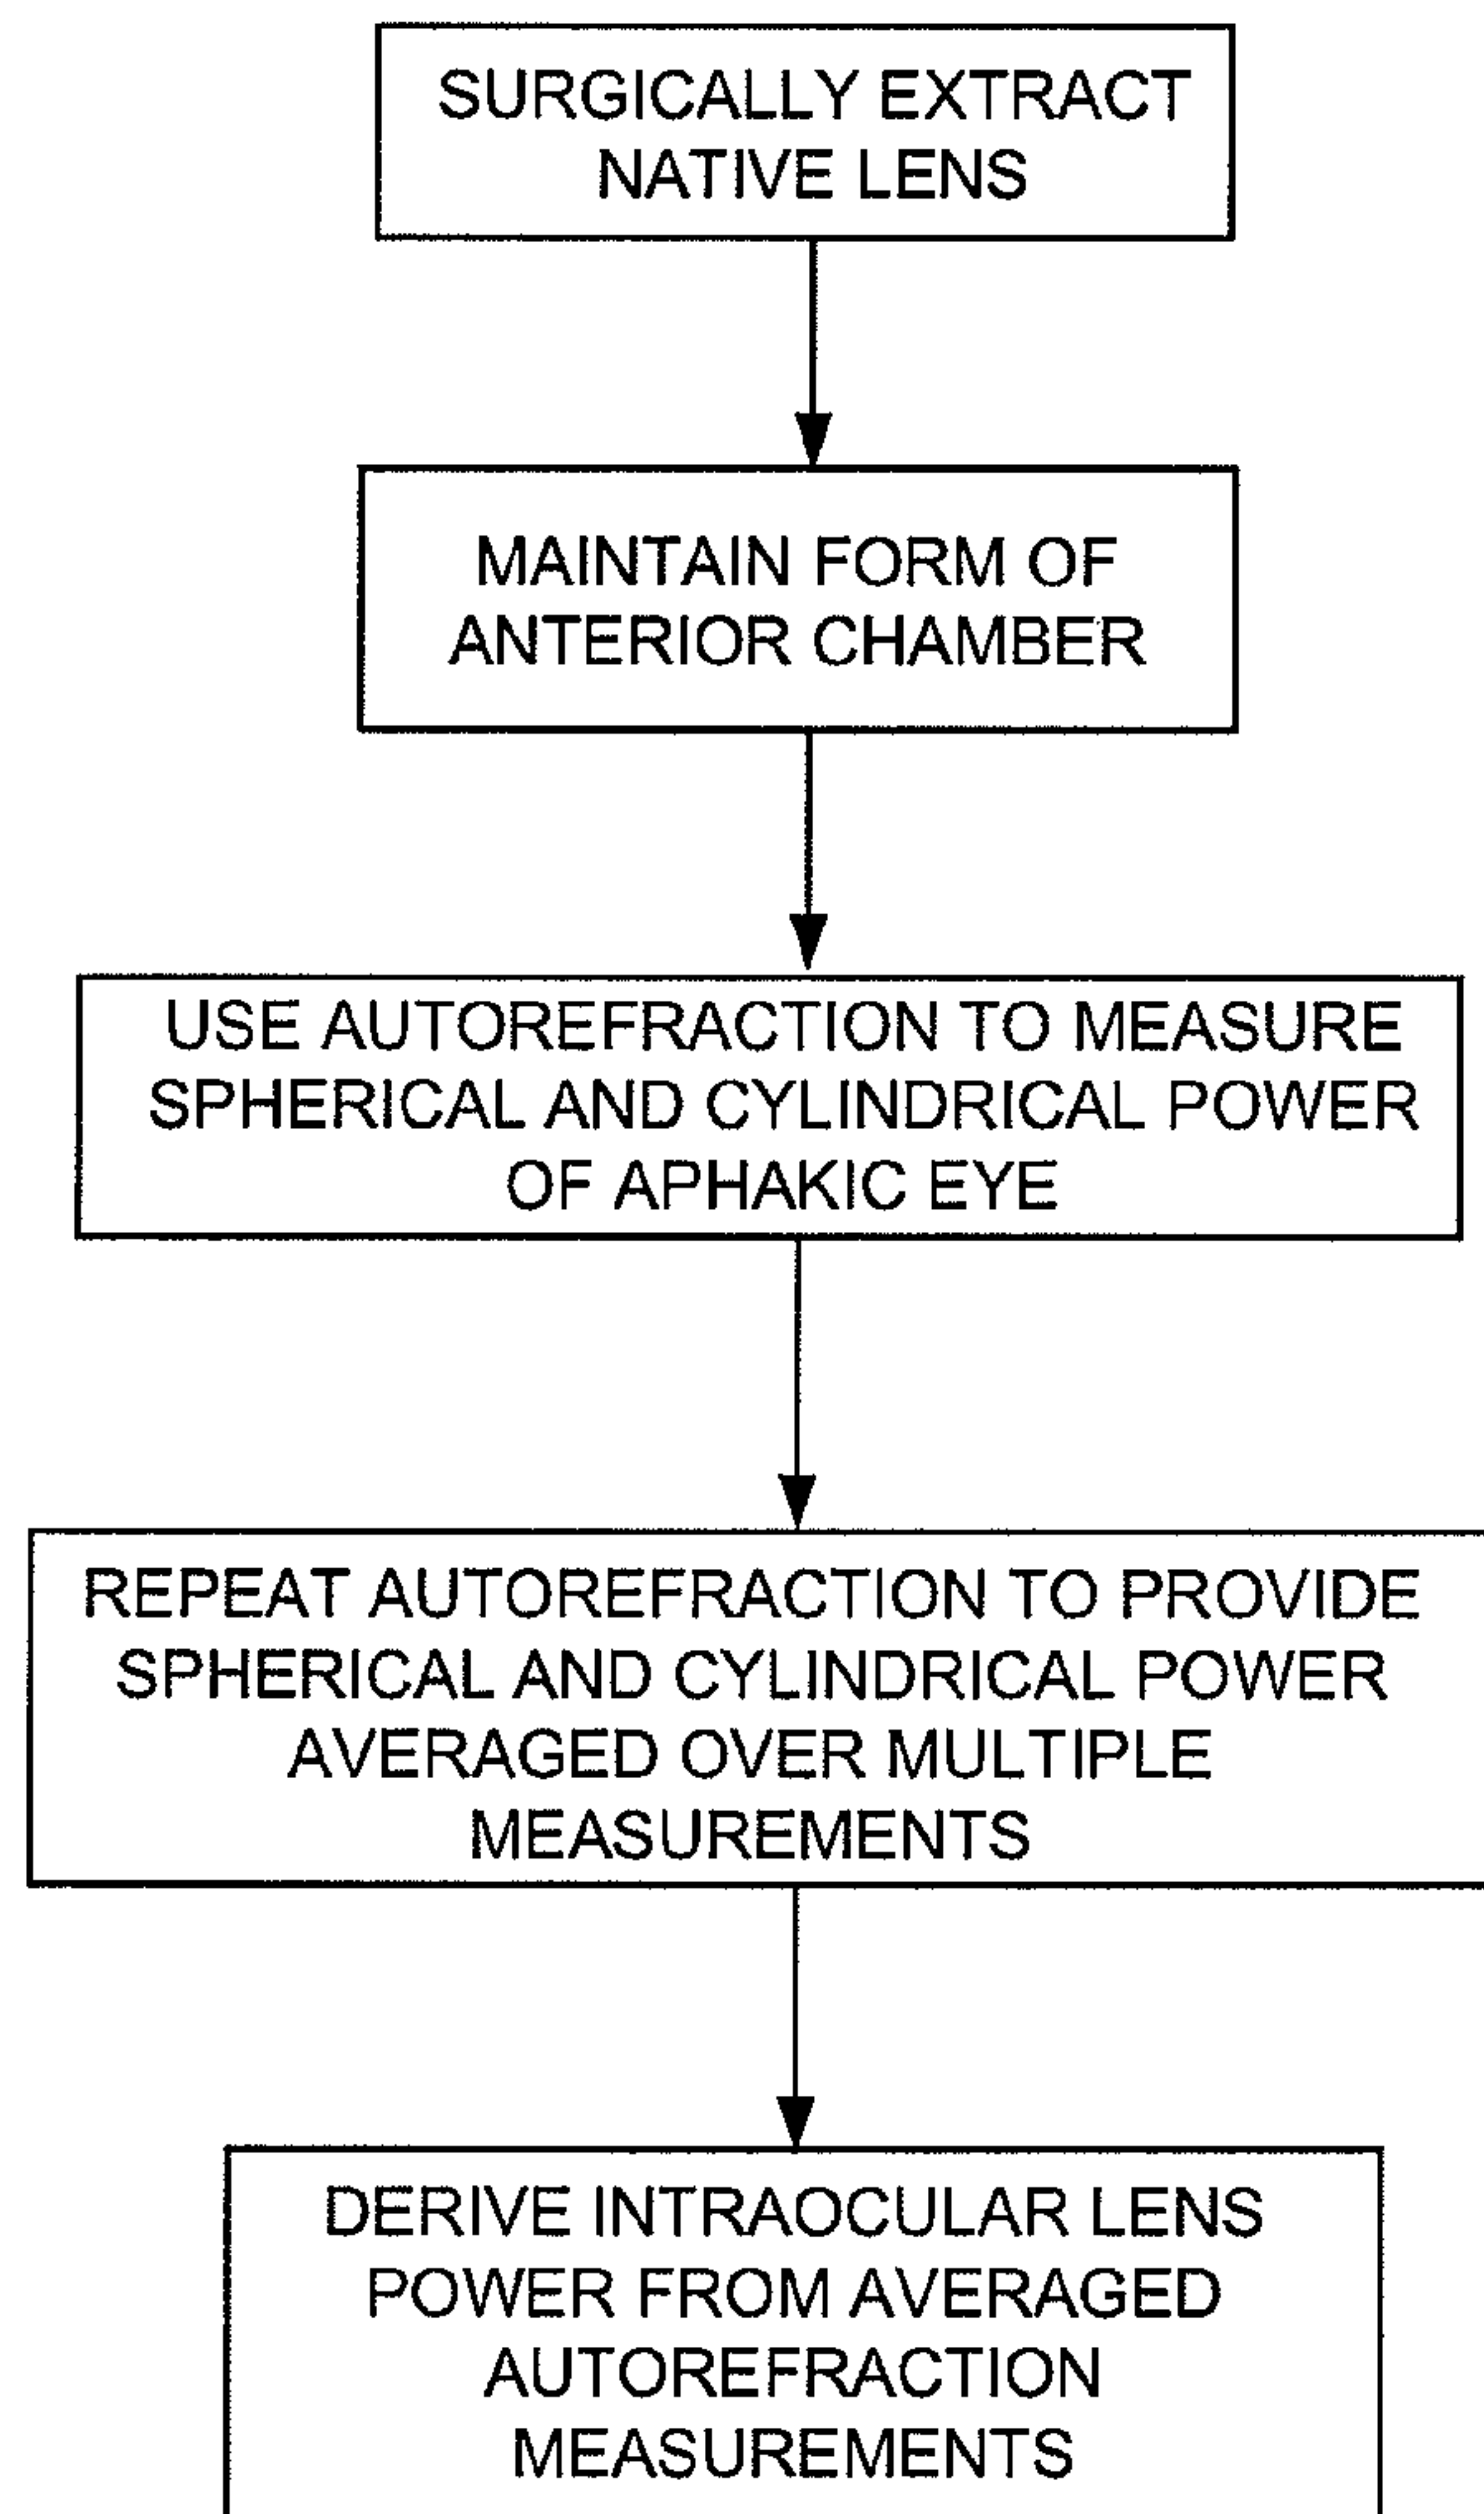 SURGICALLY EXTRACT
NATIVE LENS
MAINTAIN FORM OF
ANTERIOR CHAMBER
USE AUTOREFRACTION TO MEASURE
SPHERICAL AND CYLINDRICAL POWER
OF APHAKIC EYE
REPEAT AUTOREFRACTION TO PROVIDE
SPHERICAL AND CYLINDRICAL POWER
AVERAGED OVER MULTIPLE
MEASUREMENTS
DERIVE INTRAOCULAR LENS
POWER FROM AVERAGED
AUTOREFRACTION
MEASUREMENTS